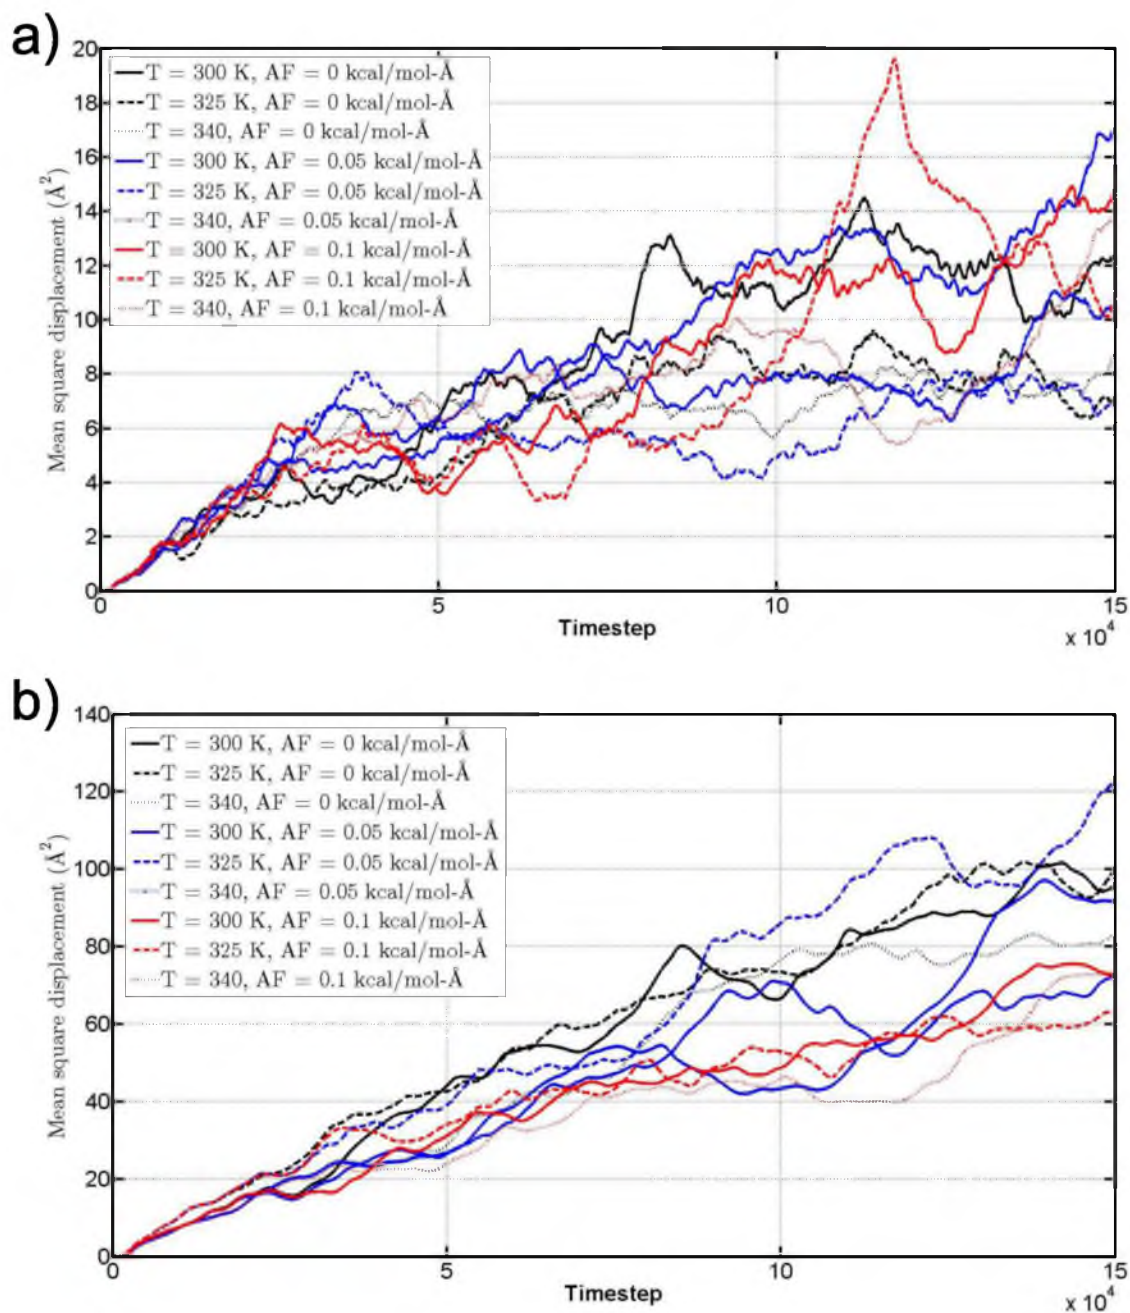 a)
20
18
16
14
12
10
8
6
4
2
0
Mean square displacement (Å²)
T = 300 K, AF = 0 kcal/mol-Å
T = 325 K, AF = 0 kcal/mol-Å
T = 340, AF = 0 kcal/mol-Å
T = 300 K, AF = 0.05 kcal/mol-Å
T = 325 K, AF = 0.05 kcal/mol-Å
T = 340, AF = 0.05 kcal/mol-Å
T = 300 K, AF = 0.1 kcal/mol-Å
T = 325 K, AF = 0.1 kcal/mol-Å
T = 340, AF = 0.1 kcal/mol-Å
0 5 10 15
Timestep
x 10⁴
b)
140
120
100
80
60
40
20
0
Mean square displacement (Å²)
T = 300 K, AF = 0 kcal/mol-Å
T = 325 K, AF = 0 kcal/mol-Å
T = 340, AF = 0 kcal/mol-Å
T = 300 K, AF = 0.05 kcal/mol-Å
T = 325 K, AF = 0.05 kcal/mol-Å
T = 340, AF = 0.05 kcal/mol-Å
T = 300 K, AF = 0.1 kcal/mol-Å
T = 325 K, AF = 0.1 kcal/mol-Å
T = 340, AF = 0.1 kcal/mol-Å
0 5 10 15
Timestep
x 10⁴